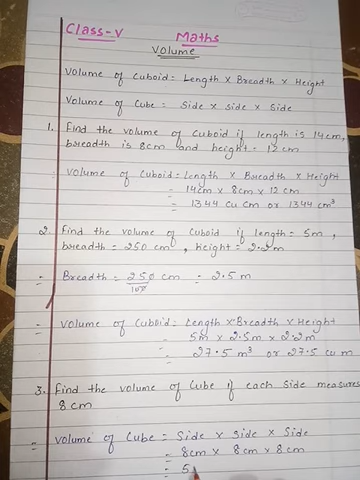 Class-V Maths
Volume
Volume of Cuboid = Length x Breadth x Height
Volume of Cube = Side x Side x Side
1. Find the volume of Cuboid if length is 14cm,
breadth is 8cm and height = 12 cm
Volume of Cuboid = Length x Breadth x Height
= 14cm x 8cm x 12 cm
= 1344 cu cm or 1344 cm³
2. Find the volume of Cuboid if length = 5m,
breadth = 250 cm, height = 2.2m
= Breadth = 250/100 cm = 2.5 m
= Volume of Cuboid = Length x Breadth x Height
= 5m x 2.5m x 2.2m
= 27.5 m³ or 27.5 cu m
3. Find the volume of Cube if each side measures
8cm
= Volume of Cube = Side x Side x Side
= 8cm x 8cm x 8cm
= 5